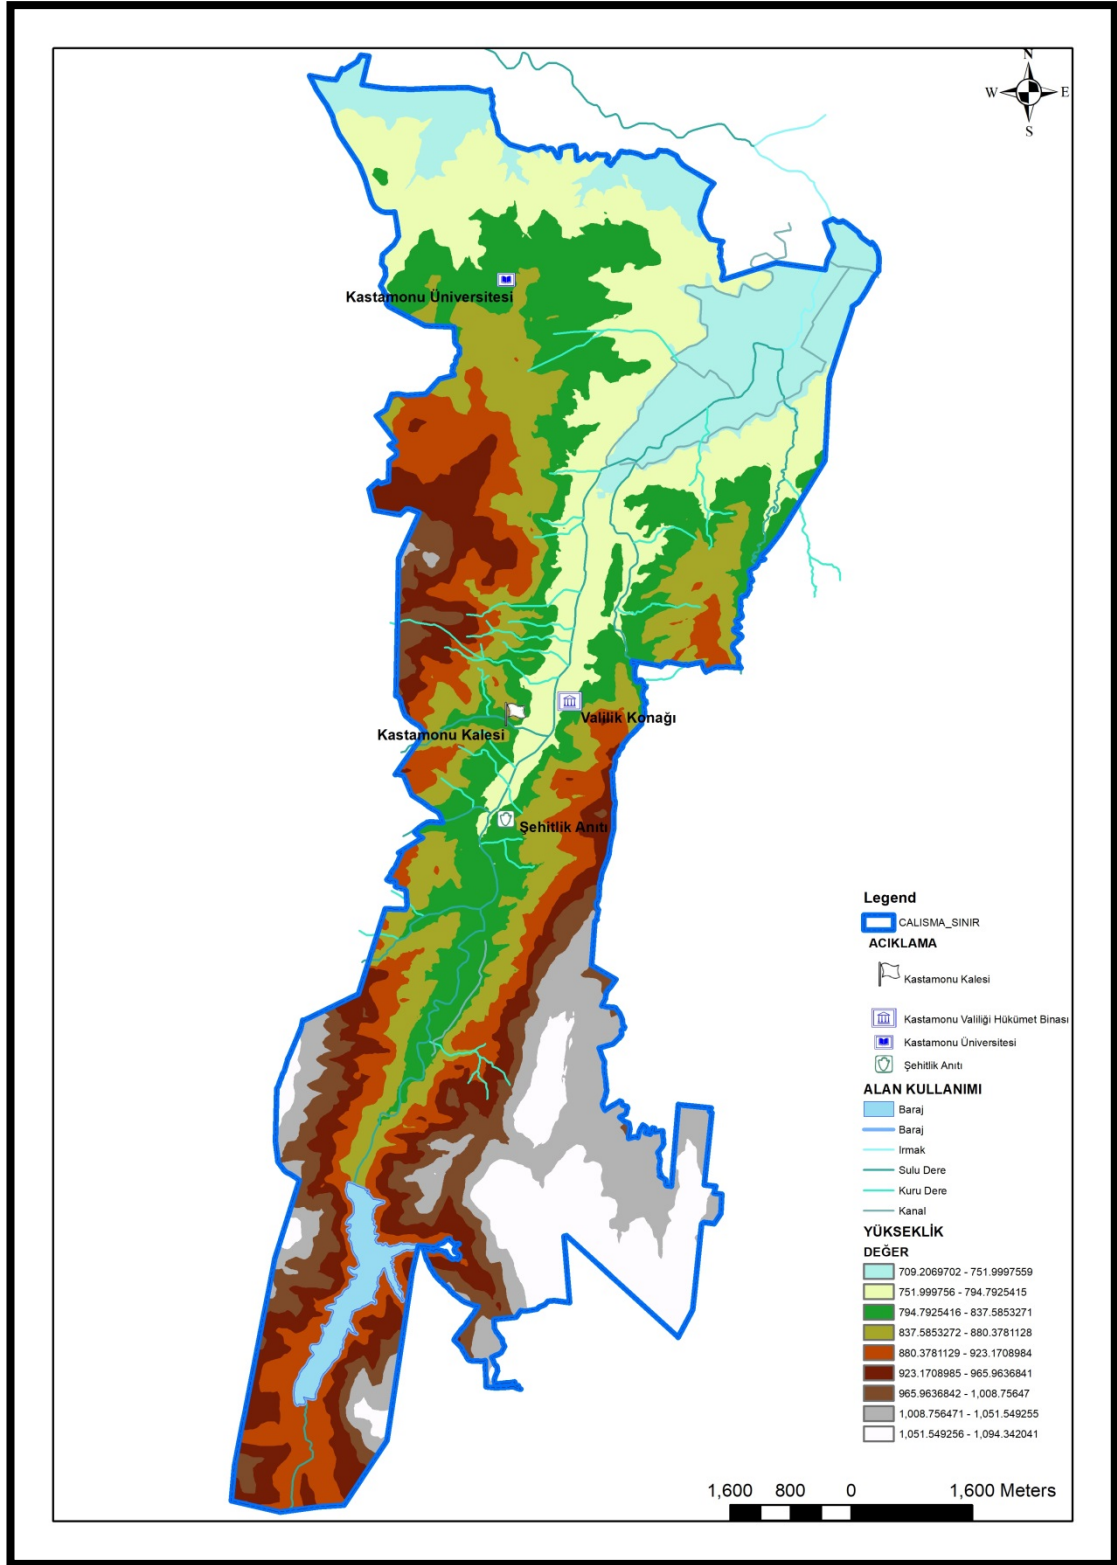 N
W E
S
Kastamonu Üniversitesi
Valilik Konağı
Kastamonu Kalesi
Şehitlik Anıtı
Legend
CALISMA_SINIR
ACIKLAMA
Kastamonu Kalesi
Kastamonu Valiliği Hükümet Binası
Kastamonu Üniversitesi
Şehitlik Anıtı
ALAN KULLANIMI
Baraj
Baraj
Irmak
Sulu Dere
Kuru Dere
Kanal
YÜKSEKLİK
DEĞER
709.2069702 - 751.9997559
751.999756 - 794.7925415
794.7925416 - 837.5853271
837.5853272 - 880.3781128
880.3781129 - 923.1708984
923.1708985 - 965.9636841
965.9636842 - 1,008.75647
1,008.756471 - 1,051.549255
1,051.549256 - 1,094.342041
1,600 800 0 1,600 Meters